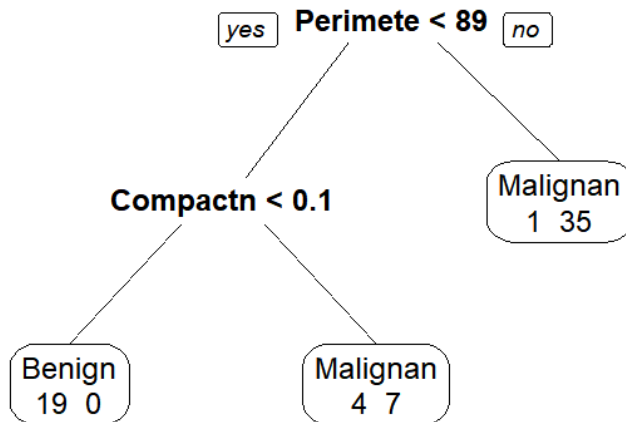 yes Perimete < 89 no
Compactn < 0.1
Malignan
1 35
Benign
19 0
Malignan
4 7